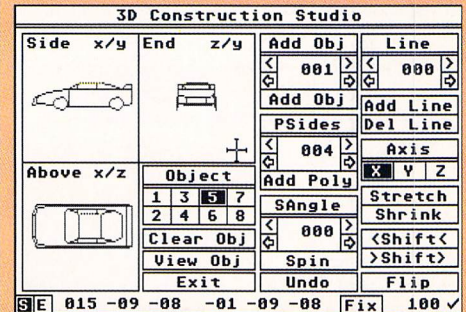 3D Construction Studio
Side x/y
End z/y
Above x/z
Object
1 3 5 7
2 4 6 8
Clear Obj
View Obj
Exit
Add Obj
< 001 >
Add Obj
PSides
< 004 >
Add Poly
SAngle
< 000 >
Spin
Undo
Line
< 000 >
Add Line
Del Line
Axis
X Y Z
Stretch
Shrink
<Shift<
>Shift>
Flip
S E 015 -09 -08 -01 -09 -08 Fix 100 ✓